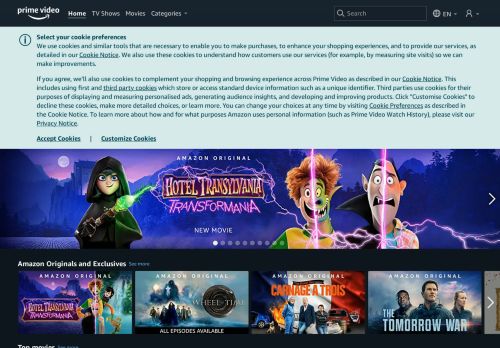 prime video Home TV Shows Movies Categories Search EN
Select your cookie preferences
We use cookies and similar tools that are necessary to enable you to make purchases, to enhance your shopping experiences, and to provide our services, as
detailed in our Cookie Notice. We also use these cookies to understand how customers use our services (for example, by measuring site visits) so we can
make improvements.
If you agree, we'll also use cookies to complement your shopping and browsing experience across Prime Video as described in our Cookie Notice. This
includes using first and third party cookies which store or access standard device information such as a unique identifier. Third parties use cookies for their
purposes of displaying and measuring personalised ads, generating audience insights, and developing and improving products. Click "Customise Cookies" to
decline these cookies, make more detailed choices, or learn more. You can change your choices at any time by visiting Cookie Preferences as described in
the Cookie Notice. To learn more about how and for what purposes Amazon uses personal information (such as Prime Video Watch History), please visit our
Privacy Notice.
Accept Cookies | Customize Cookies
AMAZON ORIGINAL
HOTEL TRANSYLVANIA
TRANSFORMANIA
NEW MOVIE
Amazon Originals and Exclusives See more
AMAZON ORIGINAL
HOTEL TRANSYLVANIA
TRANSFORMANIA
AMAZON ORIGINAL
THE WHEEL OF TIME
ALL EPISODES AVAILABLE
AMAZON ORIGINAL
CARNAGE À TROIS
AMAZON ORIGINAL
THE
TOMORROW WAR
Top movies See more